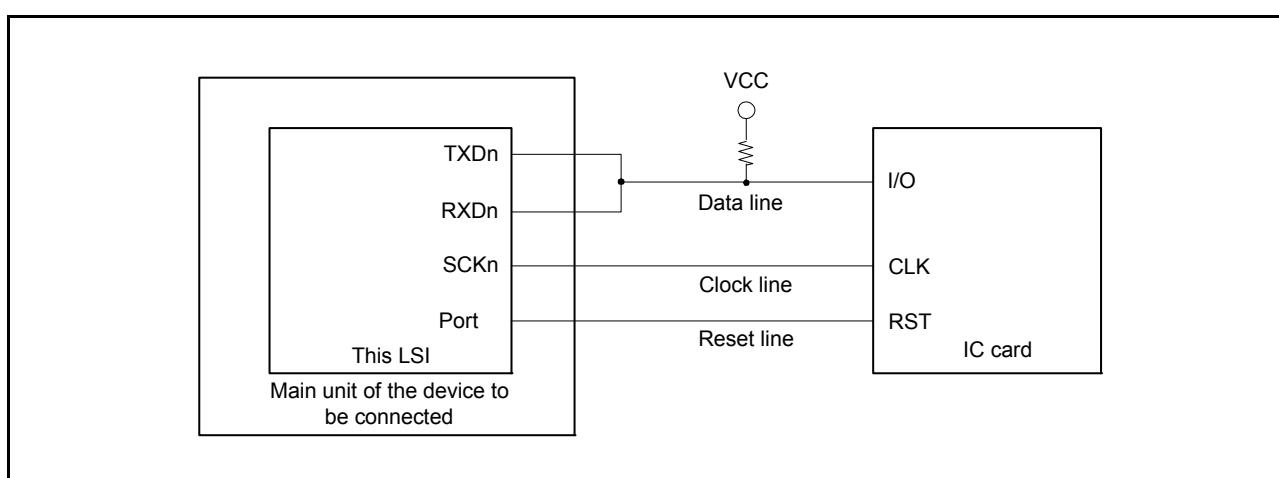 VCC
TXDn
I/O
Data line
RXDn
SCKn
CLK
Clock line
Port
RST
Reset line
This LSI
IC card
Main unit of the device to
be connected